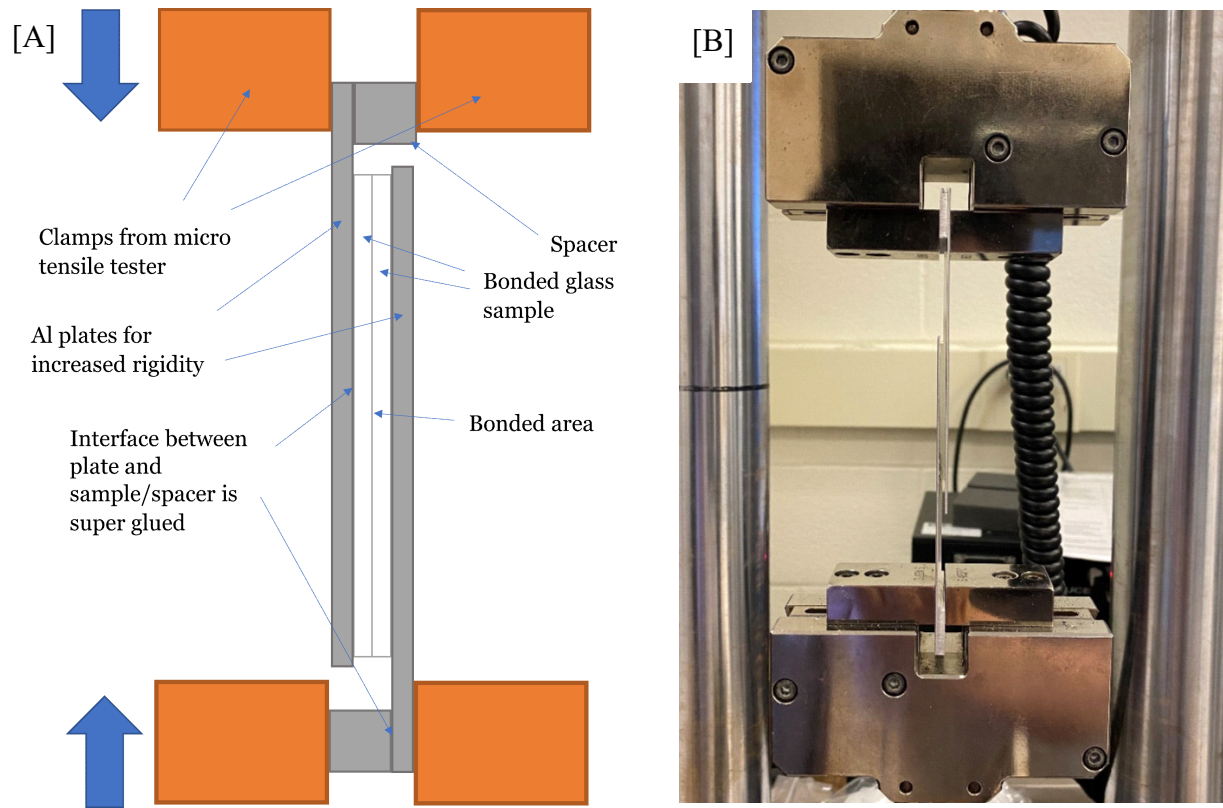 [A]
[B]
Clamps from micro
tensile tester
Spacer
Bonded glass
sample
Al plates for
increased rigidity
Bonded area
Interface between
plate and
sample/spacer is
super glued